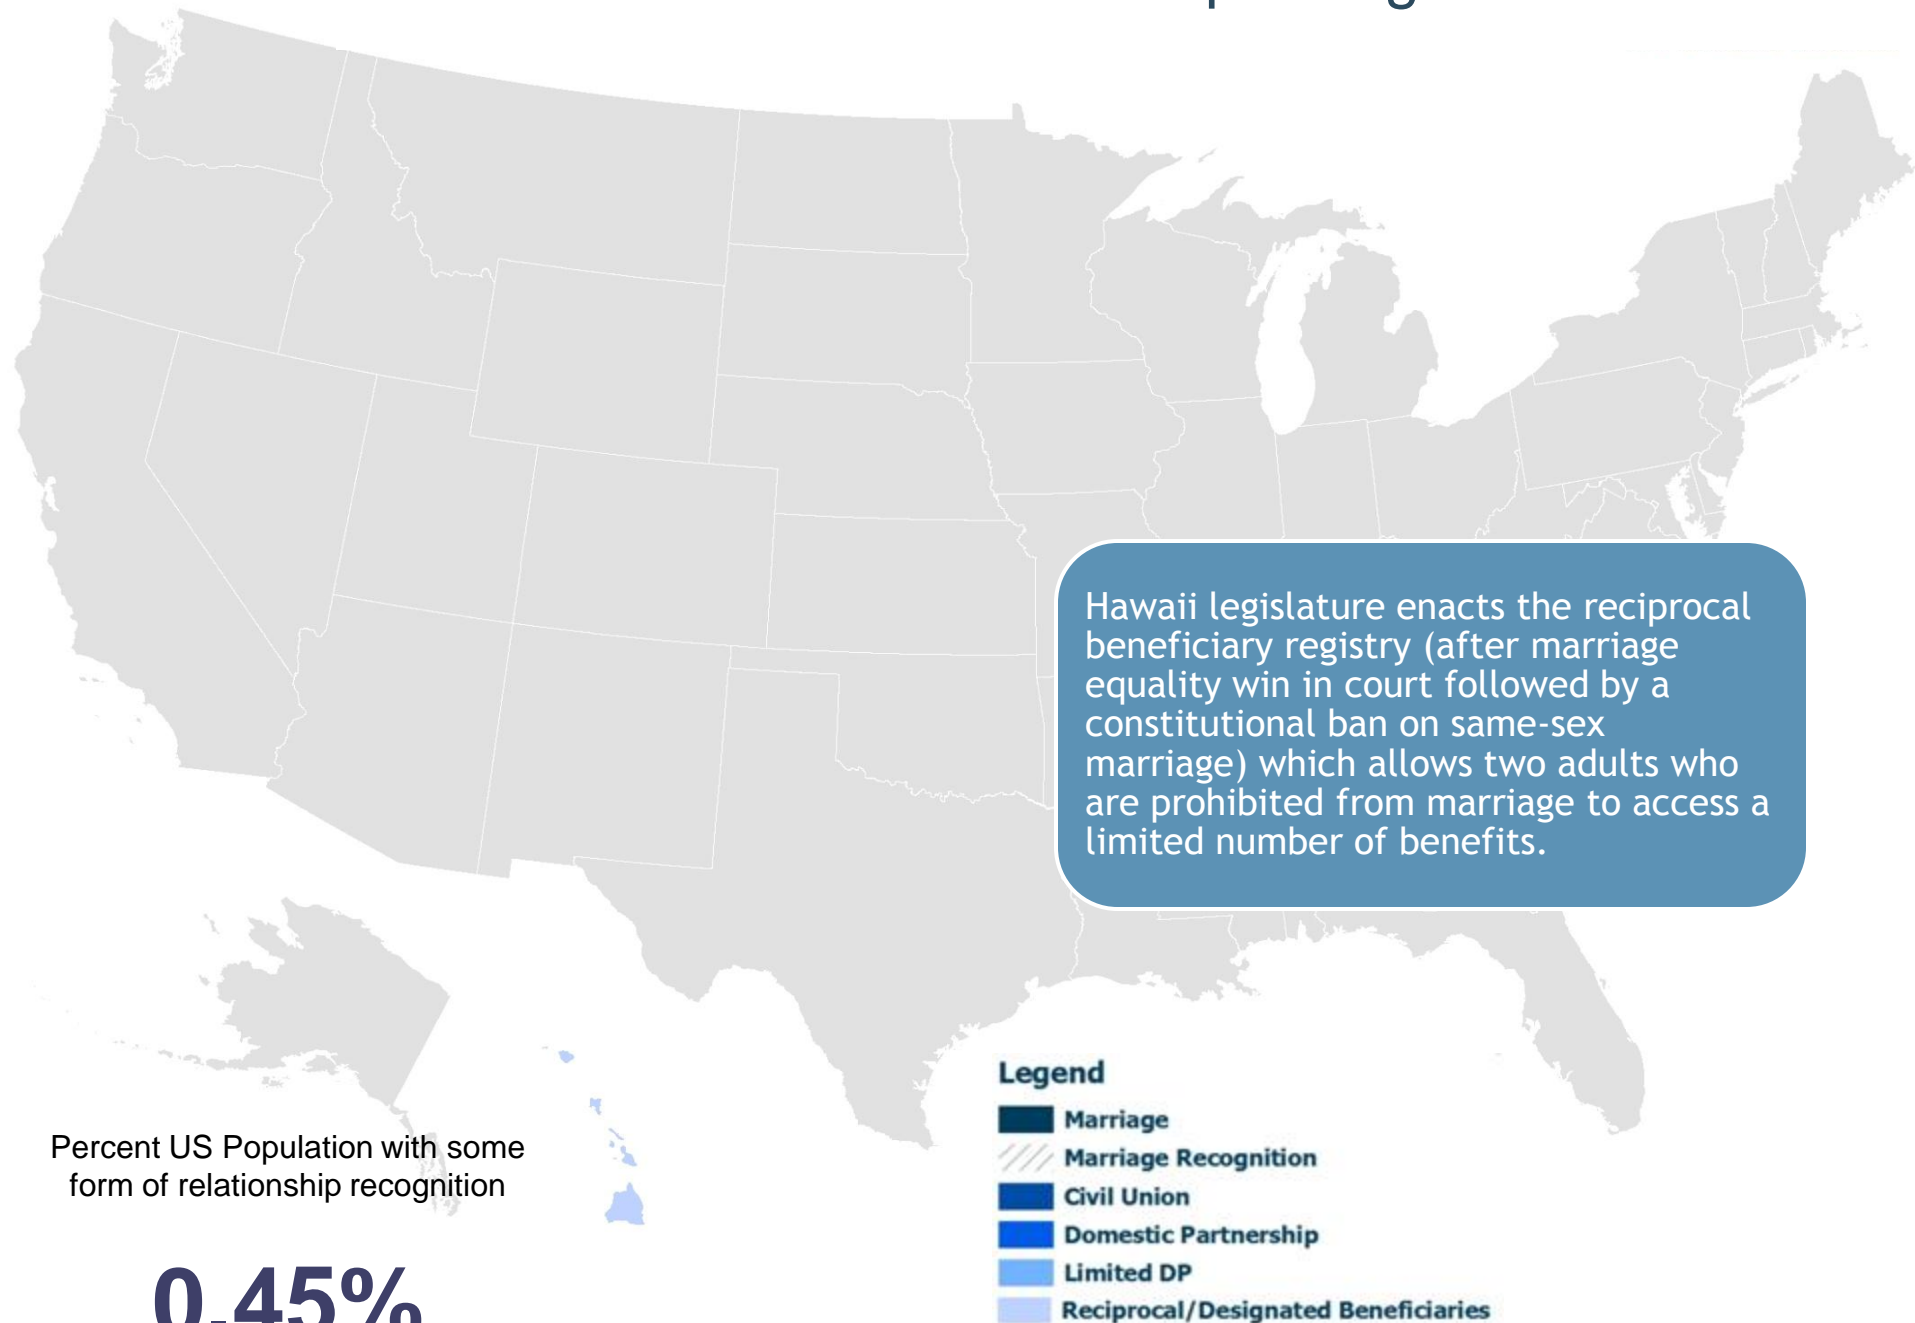 Hawaii legislature enacts the reciprocal
beneficiary registry (after marriage
equality win in court followed by a
constitutional ban on same-sex
marriage) which allows two adults who
are prohibited from marriage to access a
limited number of benefits.
Percent US Population with some
form of relationship recognition
0.45%
Legend
Marriage
Marriage Recognition
Civil Union
Domestic Partnership
Limited DP
Reciprocal/Designated Beneficiaries